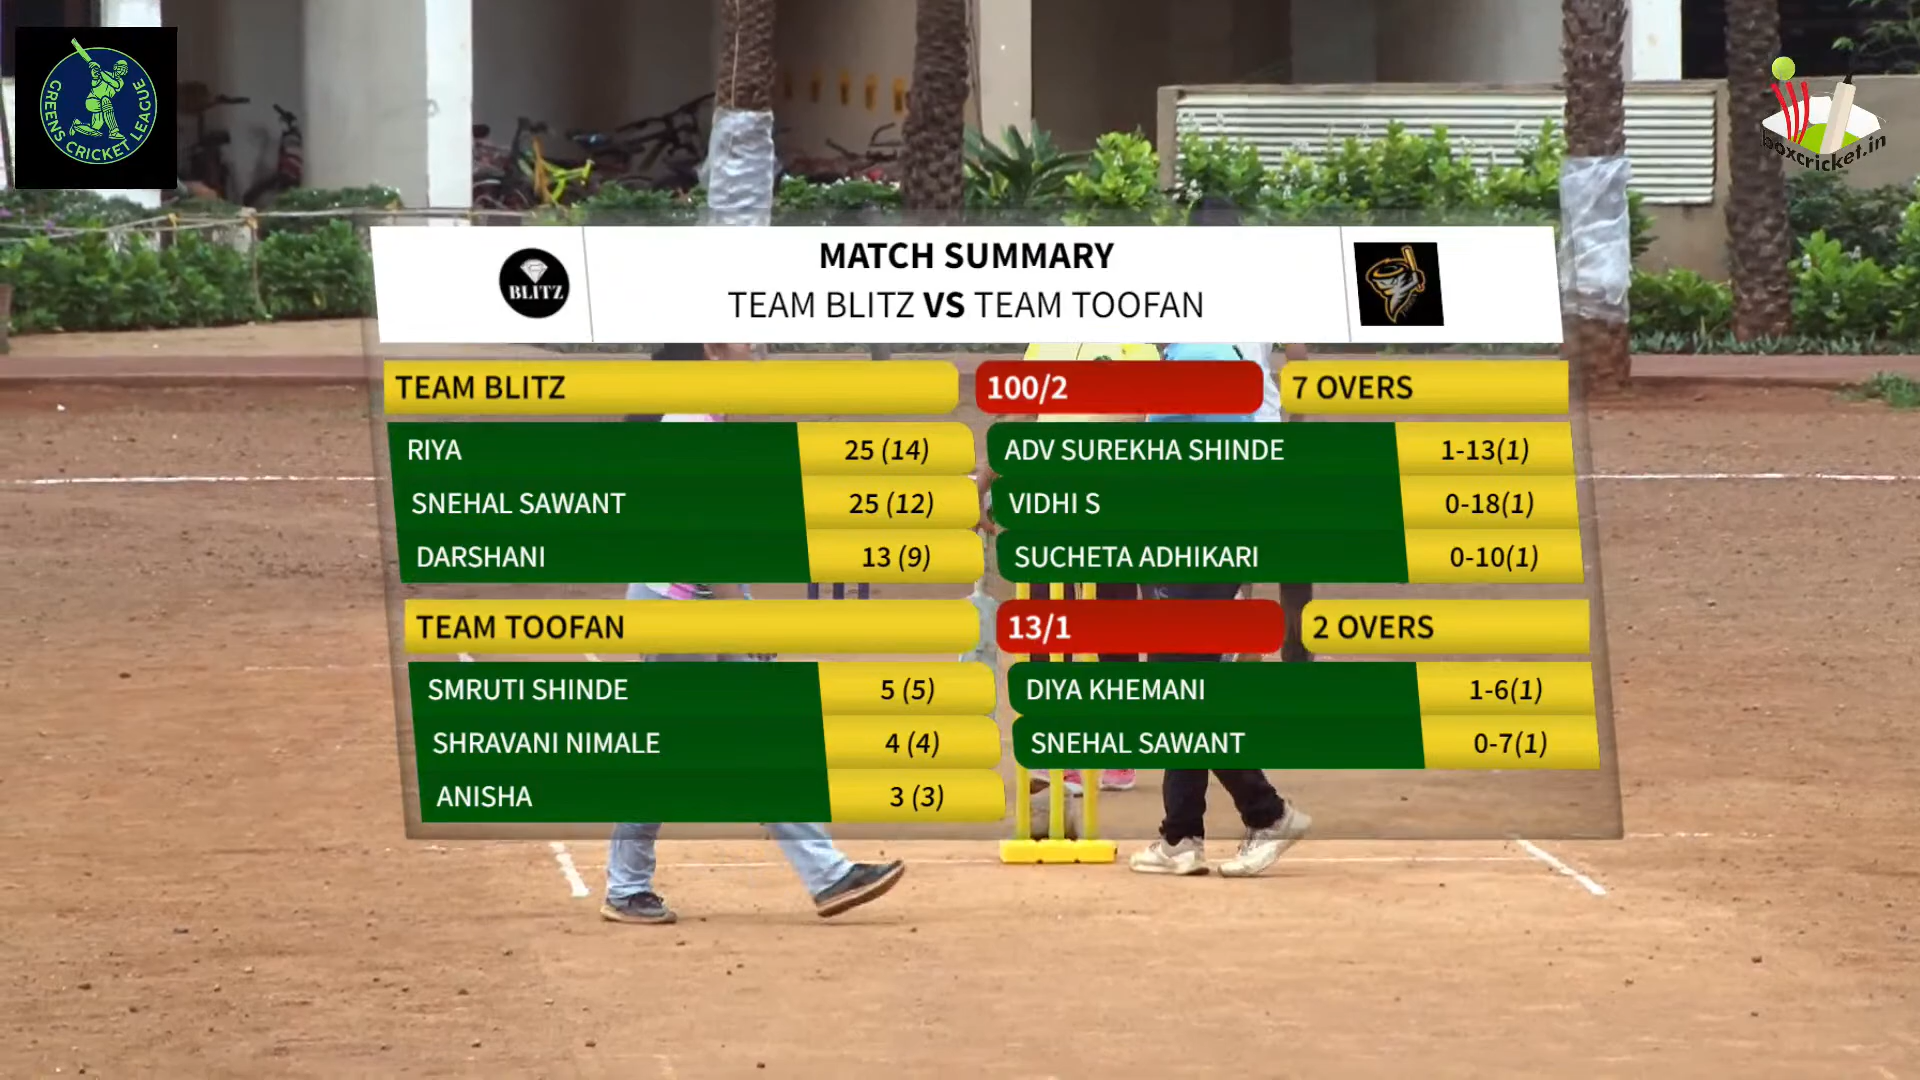 GREENS CRICKET LEAGUE
boxcricket.in
BLITZ
MATCH SUMMARY
TEAM BLITZ VS TEAM TOOFAN
TEAM BLITZ 100/2 7 OVERS
RIYA 25 (14) ADV SUREKHA SHINDE 1-13(1)
SNEHAL SAWANT 25 (12) VIDHI S 0-18(1)
DARSHANI 13 (9) SUCHETA ADHIKARI 0-10(1)
TEAM TOOFAN 13/1 2 OVERS
SMRUTI SHINDE 5 (5) DIYA KHEMANI 1-6(1)
SHRAVANI NIMALE 4 (4) SNEHAL SAWANT 0-7(1)
ANISHA 3 (3)